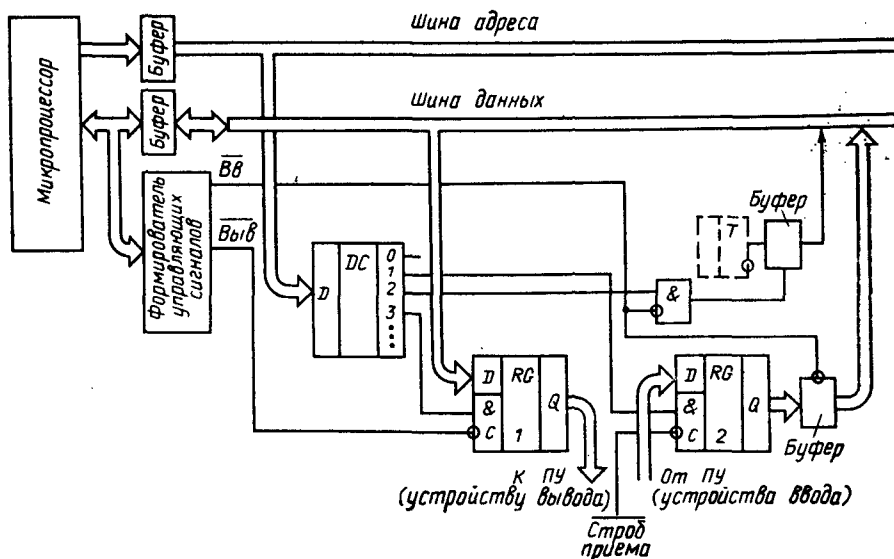 Шина адреса
Буфер
Микропроцессор
Шина данных
Буфер
Вв
Выв
Формирователь
управляющих
сигналов
Буфер
T
D DC 0
1
2
3
&
D RG Q
&
C 1
D RG Q
&
C 2
Буфер
К ПУ
(устройству вывода)
От ПУ
(устройства ввода)
Строб
приема